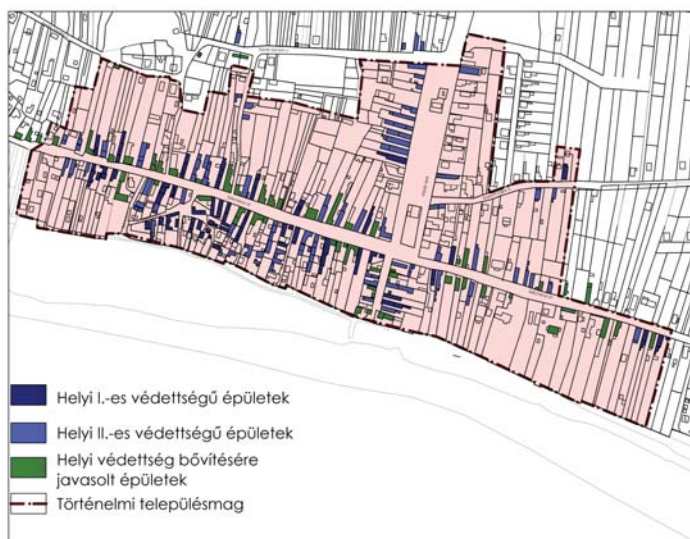 Helyi I.-es védettségű épületek
Helyi II.-es védettségű épületek
Helyi védettség bővítésére
javasolt épületek
Történelmi településmag